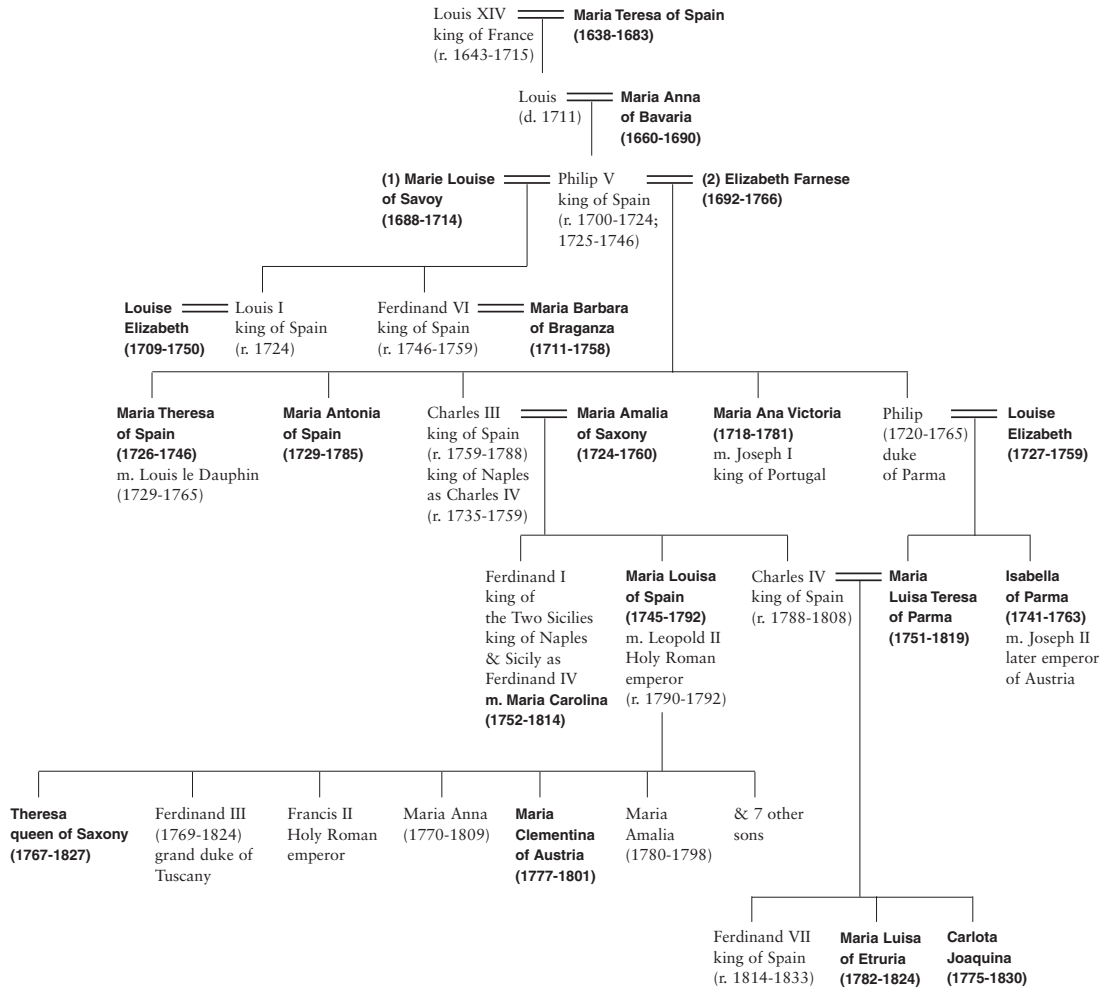 Louis XIV
king of France
(r. 1643-1715)
Maria Teresa of Spain
(1638-1683)
Louis
(d. 1711)
Maria Anna
of Bavaria
(1660-1690)
(1) Marie Louise
of Savoy
(1688-1714)
Philip V
king of Spain
(r. 1700-1724;
1725-1746)
(2) Elizabeth Farnese
(1692-1766)
Louise
Elizabeth
(1709-1750)
Louis I
king of Spain
(r. 1724)
Ferdinand VI
king of Spain
(r. 1746-1759)
Maria Barbara
of Braganza
(1711-1758)
Maria Theresa
of Spain
(1726-1746)
m. Louis le Dauphin
(1729-1765)
Maria Antonia
of Spain
(1729-1785)
Charles III
king of Spain
(r. 1759-1788)
king of Naples
as Charles IV
(r. 1735-1759)
Maria Amalia
of Saxony
(1724-1760)
Maria Ana Victoria
(1718-1781)
m. Joseph I
king of Portugal
Philip
(1720-1765)
duke
of Parma
Louise
Elizabeth
(1727-1759)
Ferdinand I
king of
the Two Sicilies
king of Naples
& Sicily as
Ferdinand IV
m. Maria Carolina
(1752-1814)
Maria Louisa
of Spain
(1745-1792)
m. Leopold II
Holy Roman
emperor
(r. 1790-1792)
Charles IV
king of Spain
(r. 1788-1808)
Maria
Luisa Teresa
of Parma
(1751-1819)
Isabella
of Parma
(1741-1763)
m. Joseph II
later emperor
of Austria
Theresa
queen of Saxony
(1767-1827)
Ferdinand III
(1769-1824)
grand duke of
Tuscany
Francis II
Holy Roman
emperor
Maria Anna
(1770-1809)
Maria
Clementina
of Austria
(1777-1801)
Maria
Amalia
(1780-1798)
& 7 other
sons
Ferdinand VII
king of Spain
(r. 1814-1833)
Maria Luisa
of Etruria
(1782-1824)
Carlota
Joaquina
(1775-1830)